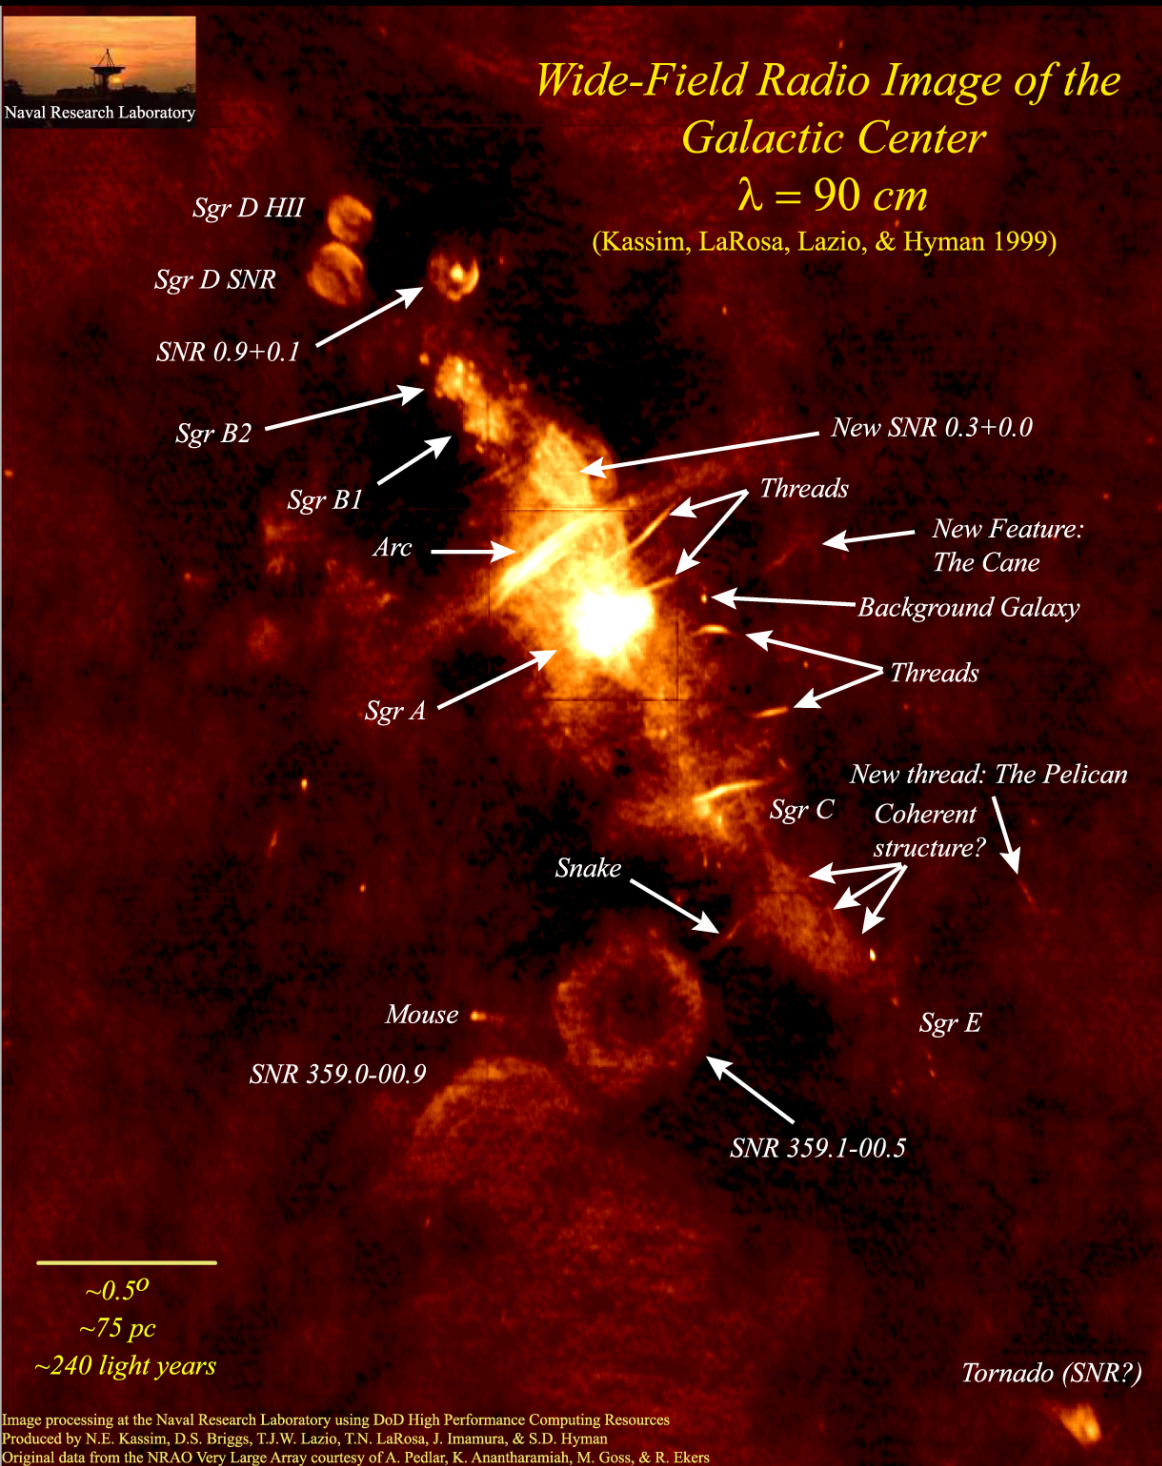 Naval Research Laboratory
Wide-Field Radio Image of the
Galactic Center
λ = 90 cm
(Kassim, LaRosa, Lazio, & Hyman 1999)
Sgr D HII
Sgr D SNR
SNR 0.9+0.1
Sgr B2
New SNR 0.3+0.0
Sgr B1
Threads
Arc
New Feature:
The Cane
Background Galaxy
Threads
Sgr A
New thread: The Pelican
Sgr C
Coherent
structure?
Snake
Mouse
Sgr E
SNR 359.0-00.9
SNR 359.1-00.5
~0.5º
~75 pc
~240 light years
Tornado (SNR?)
Image processing at the Naval Research Laboratory using DoD High Performance Computing Resources
Produced by N.E. Kassim, D.S. Briggs, T.J.W. Lazio, T.N. LaRosa, J. Imamura, & S.D. Hyman
Original data from the NRAO Very Large Array courtesy of A. Pedlar, K. Anantharamiah, M. Goss, & R. Ekers